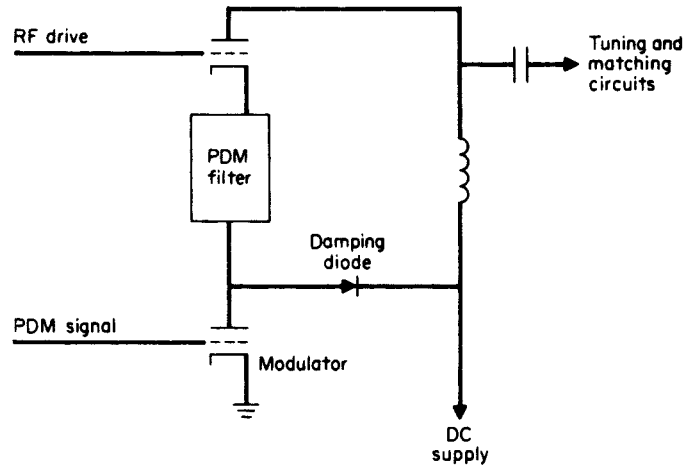 RF drive
Tuning and
matching
circuits
PDM
filter
Damping
diode
PDM signal
Modulator
DC
supply